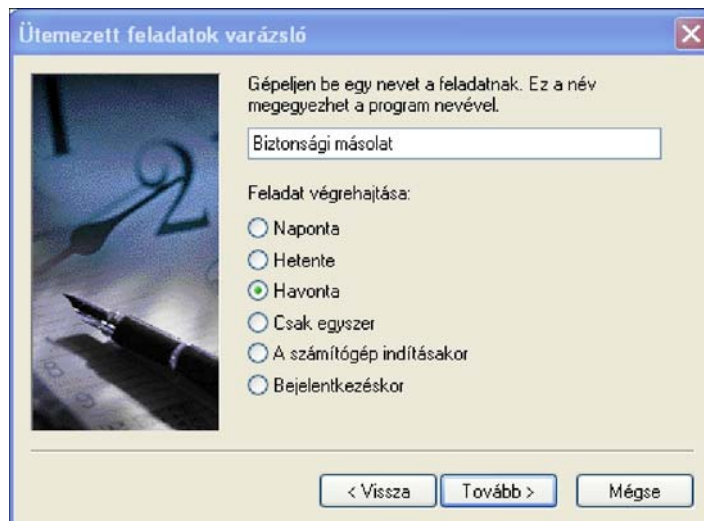 Ütemezett feladatok varázsló
Gépeljen be egy nevet a feladatnak. Ez a név
megegyezhet a program nevével.
Biztonsági másolat
Feladat végrehajtása:
Naponta
Hetente
Havonta
Csak egyszer
A számítógép indításakor
Bejelentkezéskor
< Vissza
Tovább >
Mégse